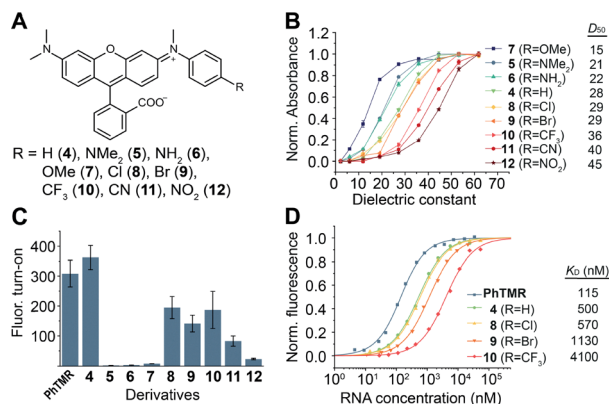 A
Me₂N
O
N⁺
Me
COO⁻
R
R = H (4), NMe₂ (5), NH₂ (6),
OMe (7), Cl (8), Br (9),
CF₃ (10), CN (11), NO₂ (12)
B
Norm. Absorbance
1.0
0.8
0.6
0.4
0.2
0.0
0 10 20 30 40 50 60 70
Dielectric constant
D₅₀
7 (R=OMe) 15
5 (R=NMe₂) 21
6 (R=NH₂) 22
4 (R=H) 28
8 (R=Cl) 29
9 (R=Br) 29
10 (R=CF₃) 36
11 (R=CN) 40
12 (R=NO₂) 45
C
Fluor. turn-on
400
300
200
100
PhTMR 4 5 6 7 8 9 10 11 12
Derivatives
D
Norm. fluorescence
1.0
0.8
0.6
0.4
0.2
0.0
10⁰ 10¹ 10² 10³ 10⁴ 10⁵
RNA concentration (nM)
K_D (nM)
PhTMR 115
4 (R=H) 500
8 (R=Cl) 570
9 (R=Br) 1130
10 (R=CF₃) 4100